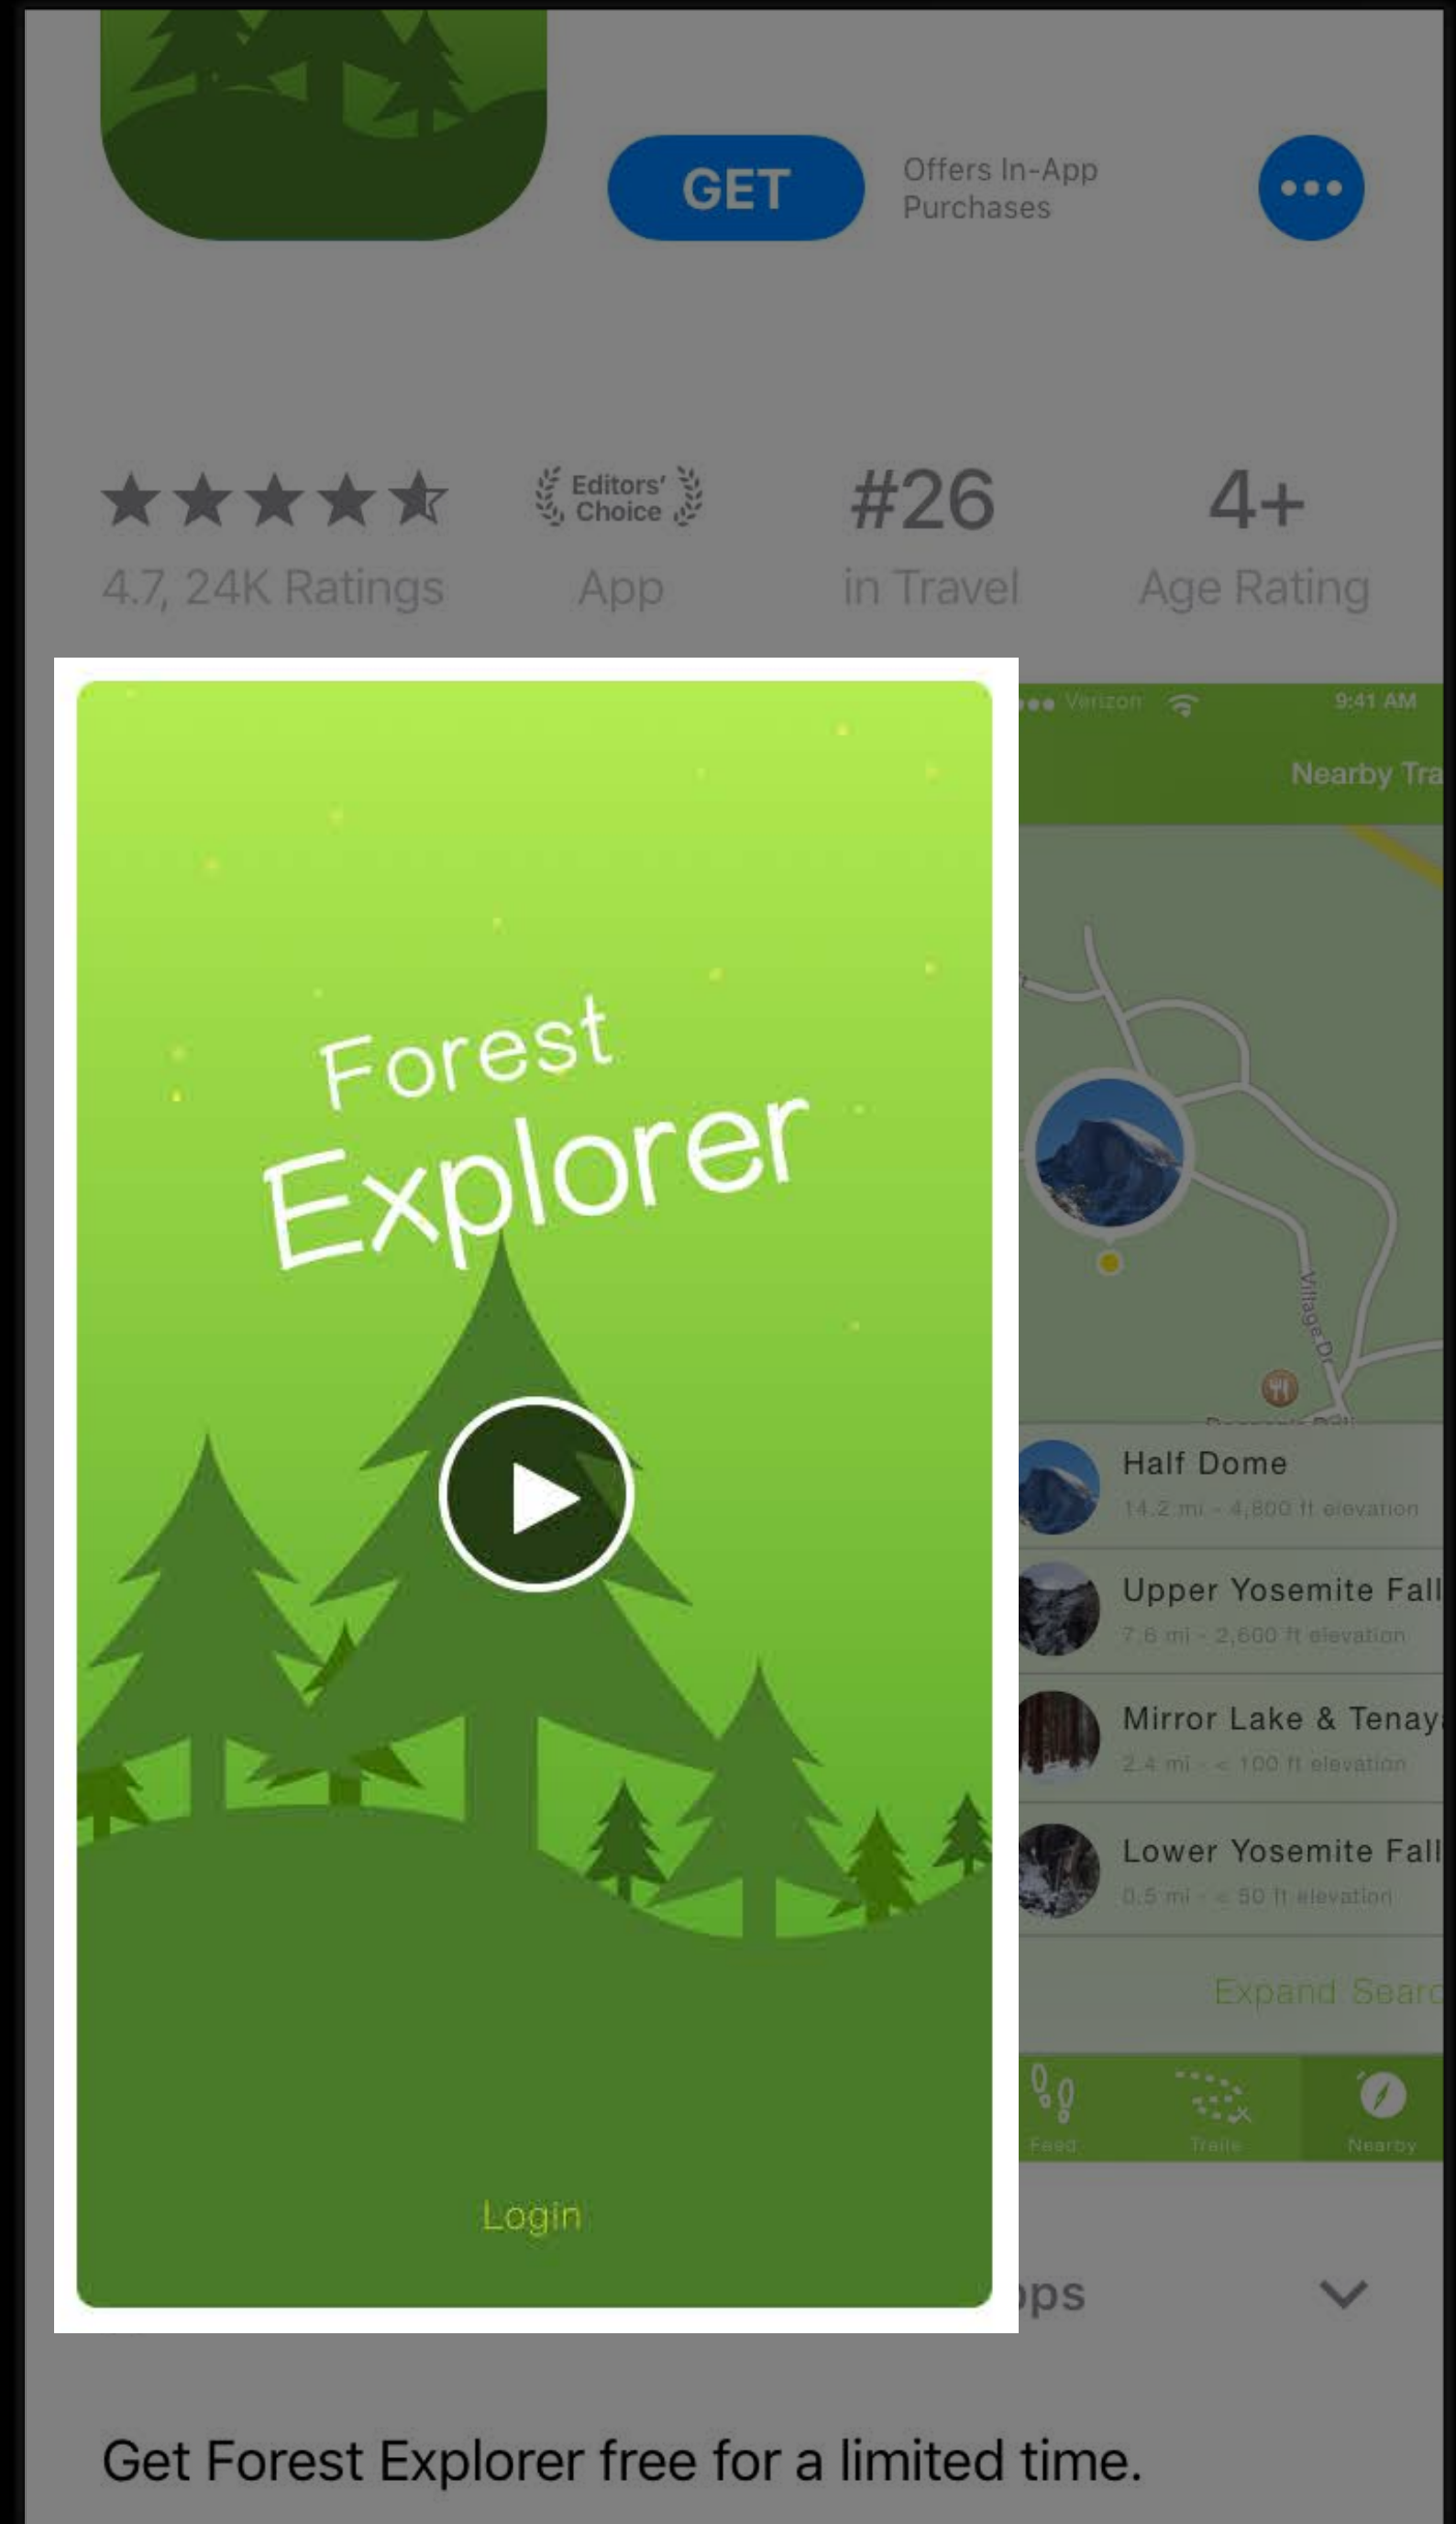 GET
Offers In-App
Purchases
Editors'
Choice
#26
4+
4.7, 24K Ratings
App
in Travel
Age Rating
Verizon
9:41 AM
Nearby Tra
Forest
Explorer
Village Dr
Half Dome
14.2 mi - 4,800 ft elevation
Upper Yosemite Fall
7.6 mi - 2,600 ft elevation
Mirror Lake & Tenay
2.4 mi - < 100 ft elevation
Lower Yosemite Fall
0.5 mi - < 50 ft elevation
Expand Searc
Feed
Trails
Nearby
Login
pps
Get Forest Explorer free for a limited time.